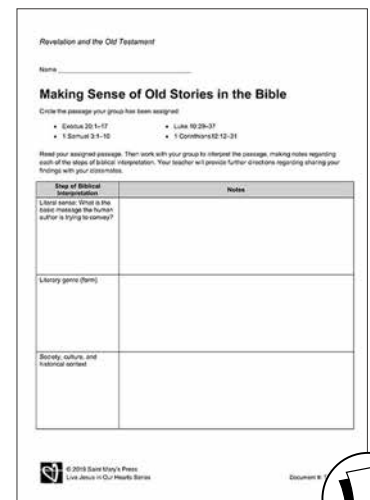 Revelation and the Old Testament
Name
Making Sense of Old Stories in the Bible
Circle the passage your group has been assigned
• Exodus 20:1–17
• Luke 10:29–37
• 1 Samuel 3:1–10
• 1 Corinthians 12:12–31
Read your assigned passage. Then work with your group to interpret the passage, making notes regarding
each of the steps of biblical interpretation. Your teacher will provide further directions regarding sharing your
findings with your classmates.
Step of Biblical
Interpretation
Notes
Literal sense: What is the
basic message the human
author is trying to convey?
Literary genre (form)
Society, culture, and
historical context
© 2019 Saint Mary's Press
Live Jesus in Our Hearts Series
Document #: